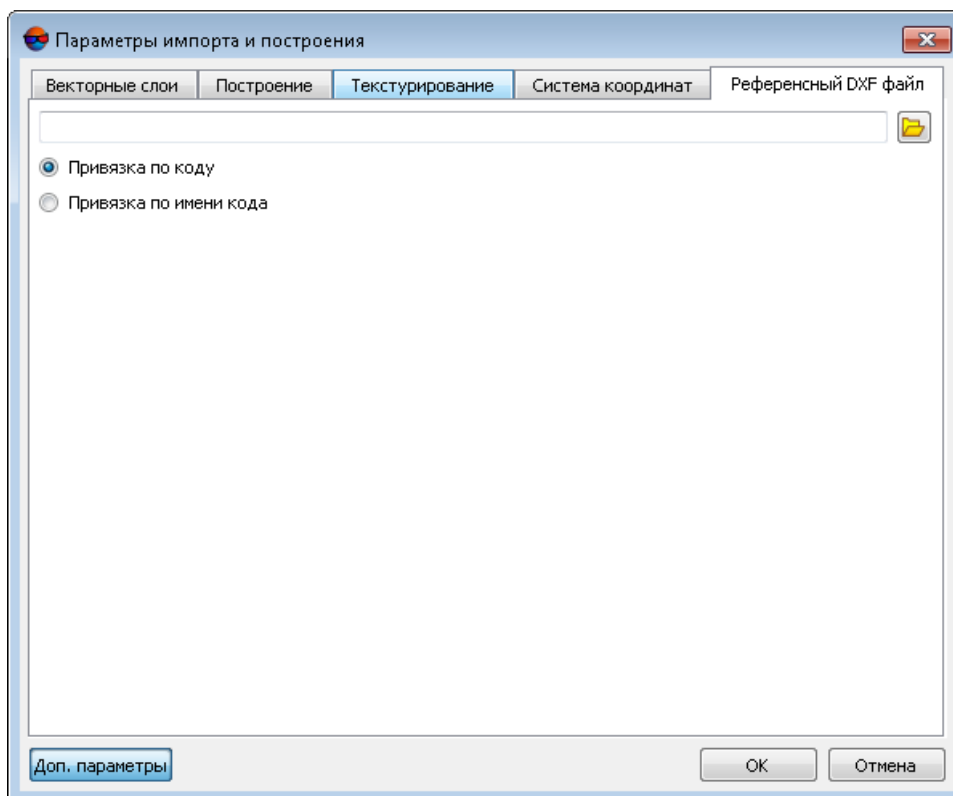 Параметры импорта и построения
Векторные слои Построение Текстурирование Система координат Референсный DXF файл
Привязка по коду
Привязка по имени кода
Доп. параметры OK Отмена